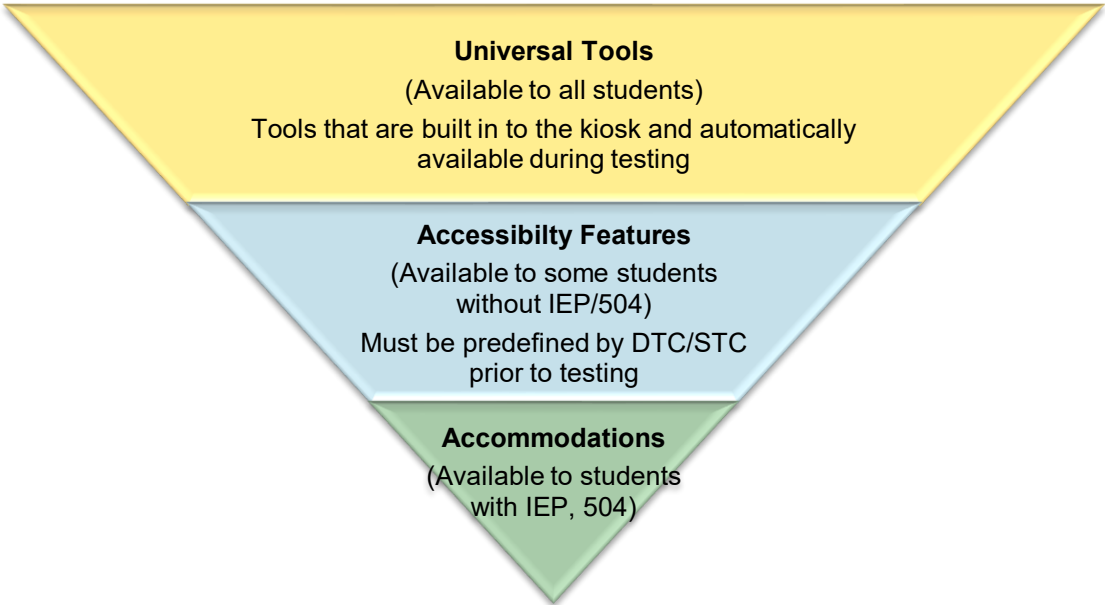 Universal Tools
(Available to all students)
Tools that are built in to the kiosk and automatically
available during testing
Accessibilty Features
(Available to some students
without IEP/504)
Must be predefined by DTC/STC
prior to testing
Accommodations
(Available to students
with IEP, 504)